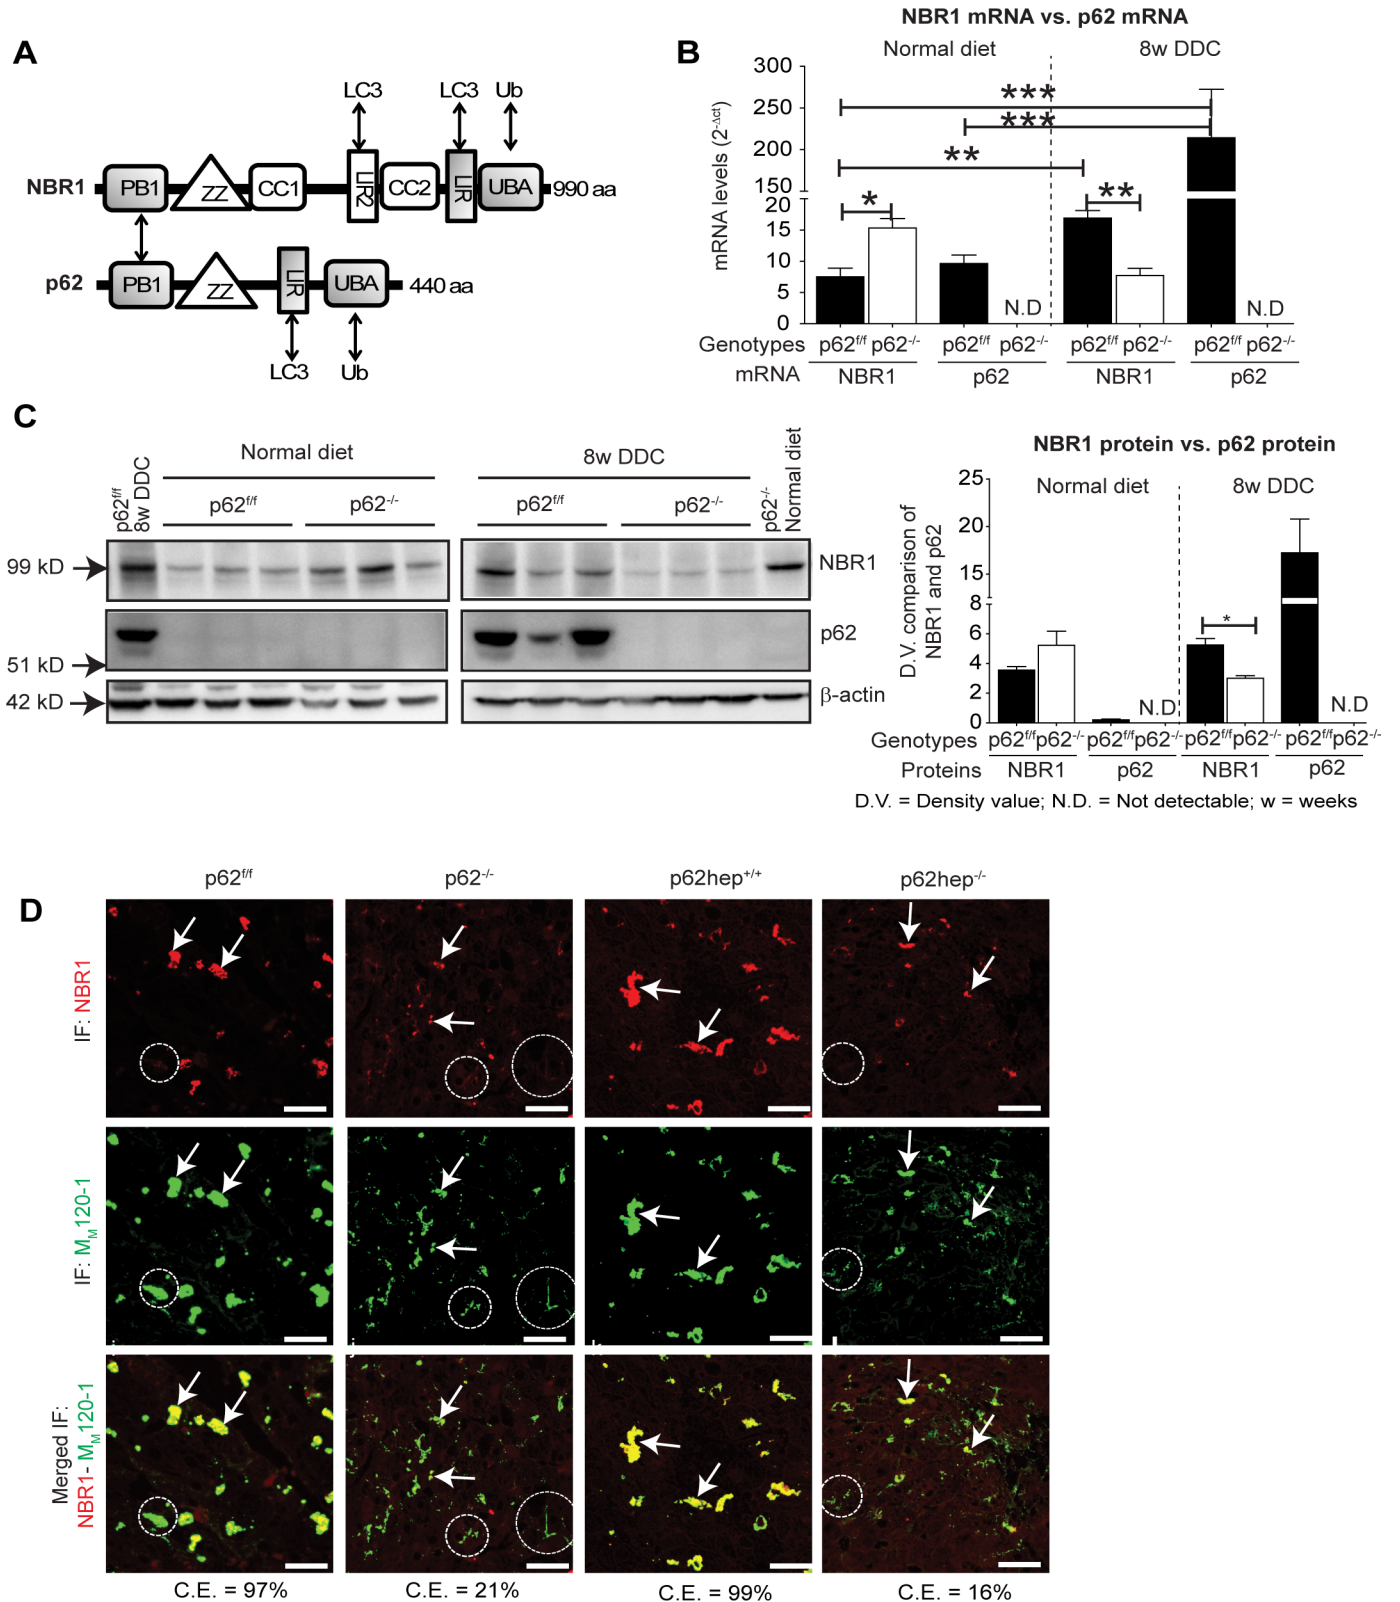 A
LC3 LC3 Ub
NBR1 PB1 ZZ CC1 LIR2 CC2 LIR UBA 990 aa
p62 PB1 ZZ LIR UBA 440 aa
LC3 Ub
B
NBR1 mRNA vs. p62 mRNA
Normal diet 8w DDC
mRNA levels (2^-Δct)
300
250
200
150
20
15
10
5
0
*** 
***
**
*
**
N.D N.D
Genotypes p62f/f p62-/- p62f/f p62-/- p62f/f p62-/- p62f/f p62-/-
mRNA NBR1 p62 NBR1 p62
C
p62f/f
8w DDC
Normal diet
p62f/f p62-/-
8w DDC
p62f/f p62-/-
p62-/-
Normal diet
99 kD NBR1
p62
51 kD
42 kD β-actin
NBR1 protein vs. p62 protein
Normal diet 8w DDC
D.V. comparison of
NBR1 and p62
25
20
15
8
6
4
2
0
*
N.D N.D
Genotypes p62f/fp62-/- p62f/fp62-/- p62f/fp62-/- p62f/fp62-/-
Proteins NBR1 p62 NBR1 p62
D.V. = Density value; N.D. = Not detectable; w = weeks
D
p62f/f p62-/- p62hep+/+ p62hep-/-
IF: NBR1
IF: MM120-1
Merged IF:
NBR1- MM120-1
C.E. = 97% C.E. = 21% C.E. = 99% C.E. = 16%